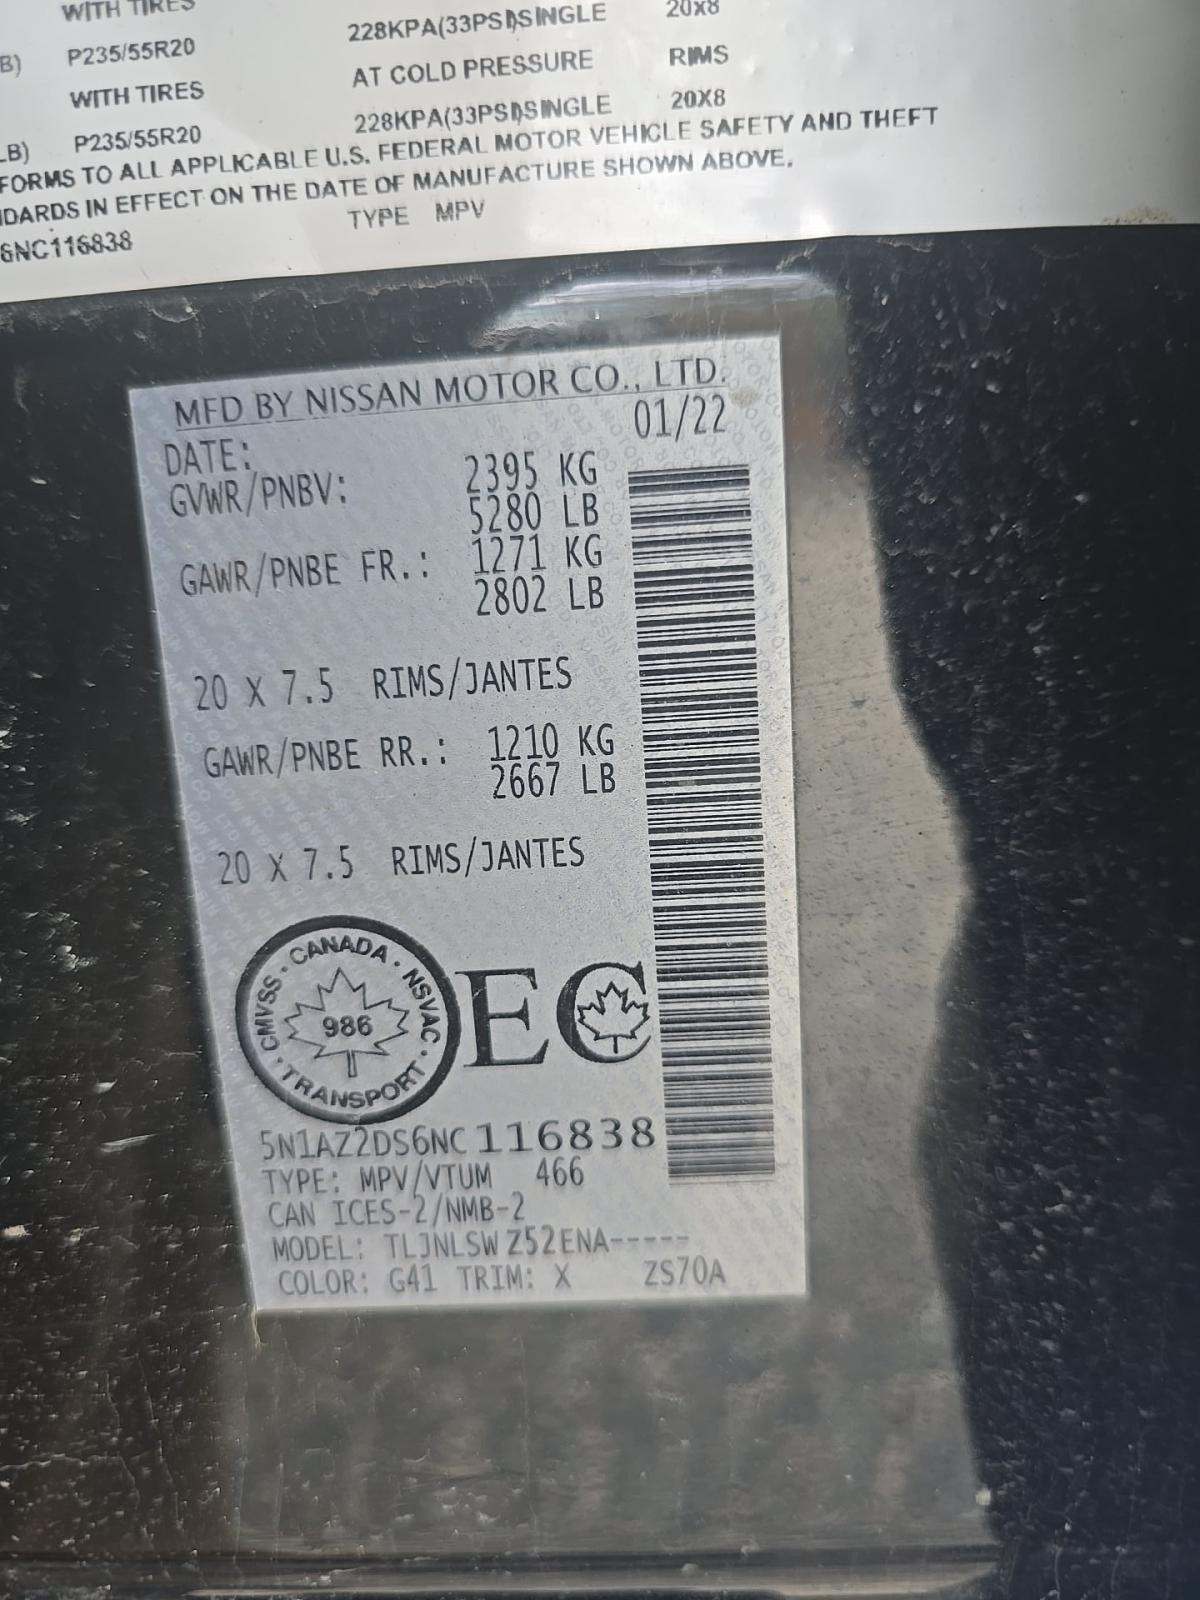 WITH TIRES 228KPA(33PSI)SINGLE 20X8
B) P235/55R20 AT COLD PRESSURE RIMS
WITH TIRES 228KPA(33PSI)SINGLE 20X8
LB) P235/55R20
FORMS TO ALL APPLICABLE U.S. FEDERAL MOTOR VEHICLE SAFETY AND THEFT
DARDS IN EFFECT ON THE DATE OF MANUFACTURE SHOWN ABOVE.
6NC116838 TYPE MPV
MFD BY NISSAN MOTOR CO., LTD.
DATE: 01/22
GVWR/PNBV: 2395 KG
5280 LB
GAWR/PNBE FR.: 1271 KG
2802 LB
20 X 7.5 RIMS/JANTES
GAWR/PNBE RR.: 1210 KG
2667 LB
20 X 7.5 RIMS/JANTES
CMVSS · CANADA · NSVAC · TRANSPORT ·
986
EC
5N1AZ2DS6NC116838
TYPE: MPV/VTUM 466
CAN ICES-2/NMB-2
MODEL: TLJNLSW Z52ENA-----
COLOR: G41 TRIM: X ZS70A